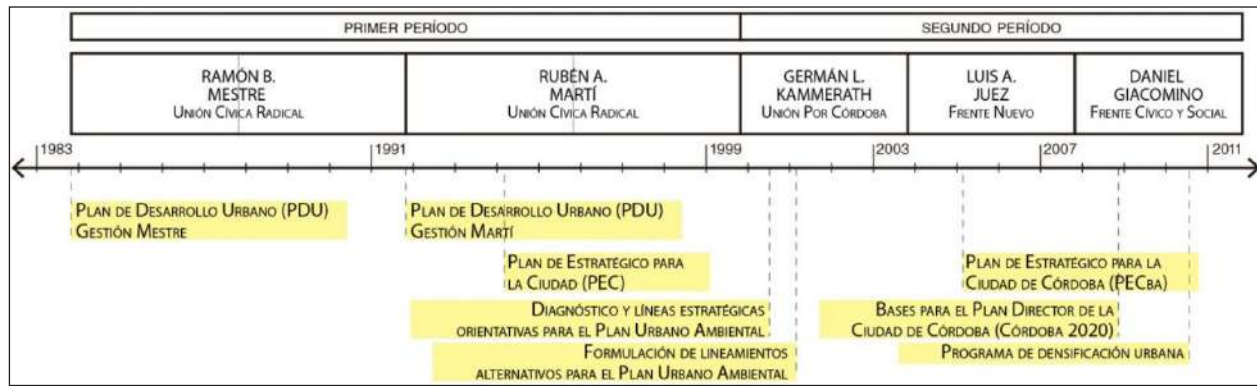 PRIMER PERÍODO
SEGUNDO PERÍODO
RAMÓN B.
MESTRE
UNIÓN CÍVICA RADICAL
RUBÉN A.
MARTÍ
UNIÓN CÍVICA RADICAL
GERMÁN L.
KAMMERATH
UNIÓN POR CÓRDOBA
LUIS A.
JUEZ
FRENTE NUEVO
DANIEL
GIACOMINO
FRENTE CÍVICO Y SOCIAL
1983
1991
1999
2003
2007
2011
PLAN DE DESARROLLO URBANO (PDU)
GESTIÓN MESTRE
PLAN DE DESARROLLO URBANO (PDU)
GESTIÓN MARTÍ
PLAN DE ESTRATÉGICO PARA
LA CIUDAD (PEC)
DIAGNÓSTICO Y LÍNEAS ESTRATÉGICAS
ORIENTATIVAS PARA EL PLAN URBANO AMBIENTAL
FORMULACIÓN DE LINEAMIENTOS
ALTERNATIVOS PARA EL PLAN URBANO AMBIENTAL
PLAN DE ESTRATÉGICO PARA LA
CIUDAD DE CÓRDOBA (PECBA)
BASES PARA EL PLAN DIRECTOR DE LA
CIUDAD DE CÓRDOBA (CÓRDOBA 2020)
PROGRAMA DE DENSIFICACIÓN URBANA